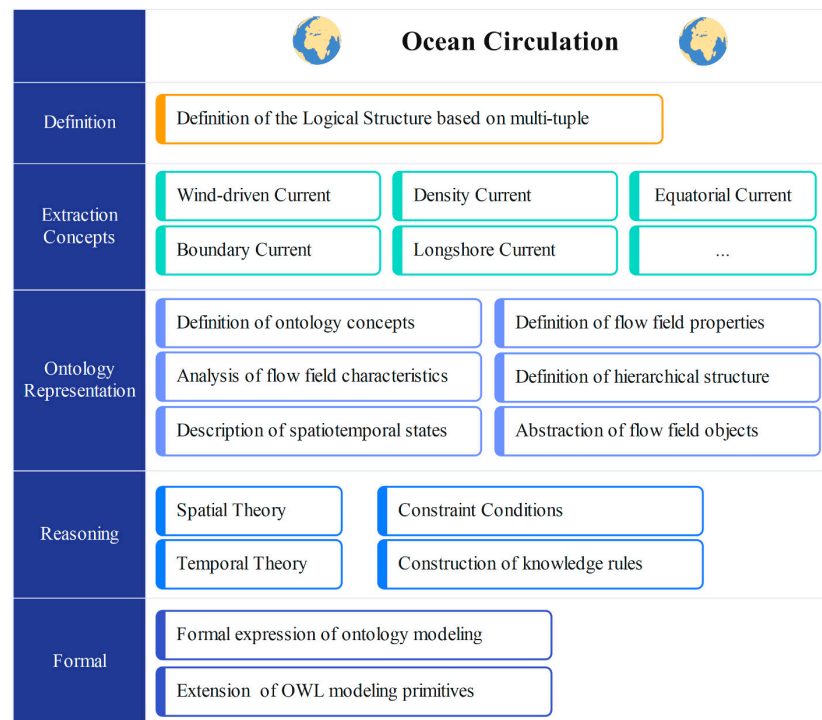 Ocean Circulation
Definition
Definition of the Logical Structure based on multi-tuple
Extraction
Concepts
Wind-driven Current
Density Current
Equatorial Current
Boundary Current
Longshore Current
...
Ontology
Representation
Definition of ontology concepts
Definition of flow field properties
Analysis of flow field characteristics
Definition of hierarchical structure
Description of spatiotemporal states
Abstraction of flow field objects
Reasoning
Spatial Theory
Constraint Conditions
Temporal Theory
Construction of knowledge rules
Formal
Formal expression of ontology modeling
Extension of OWL modeling primitives